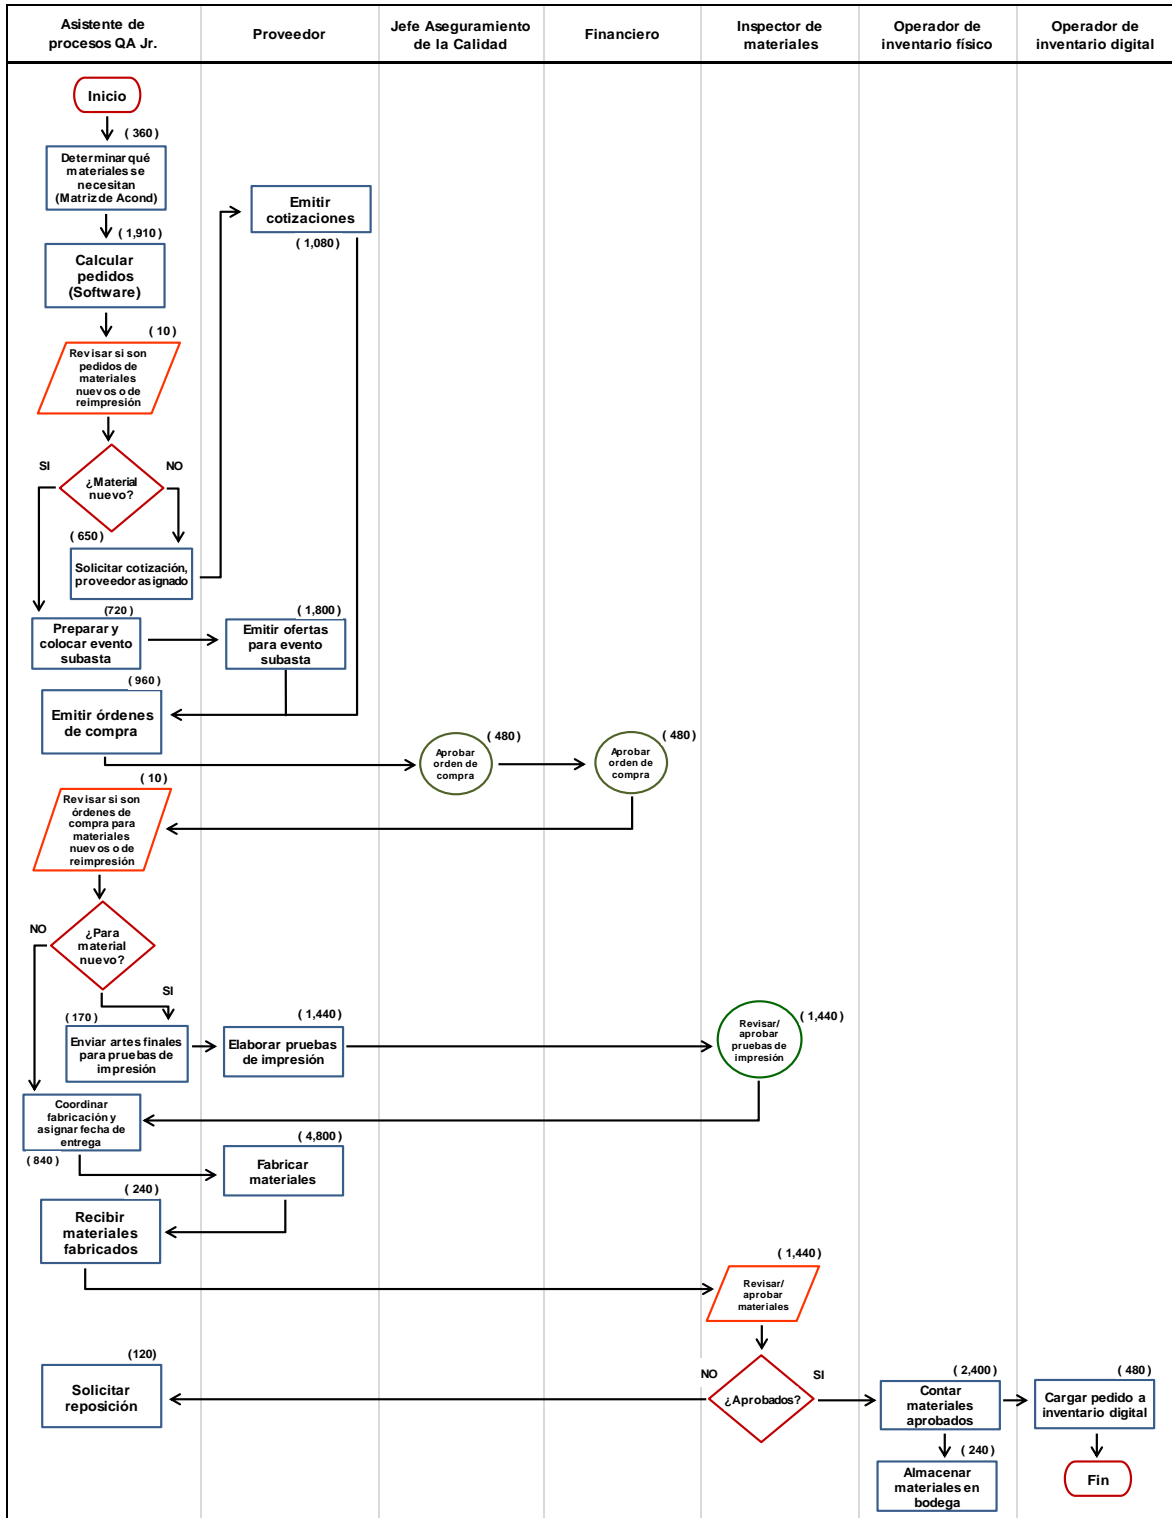 Asistente de
procesos QA Jr.
Proveedor
Jefe Aseguramiento
de la Calidad
Financiero
Inspector de
materiales
Operador de
inventario físico
Operador de
inventario digital
Inicio
( 360)
Determinar qué
materiales se
necesitan
(Matriz de Acond)
Emitir
cotizaciones
( 1,080)
( 1,910)
Calcular
pedidos
(Software)
( 10)
Revisar si son
pedidos de
materiales
nuevos o de
reimpresión
SI
NO
¿Material
nuevo?
( 650)
Solicitar cotización,
proveedor asignado
(720)
Preparar y
colocar evento
subasta
( 1,800)
Emitir ofertas
para evento
subasta
( 960)
Emitir órdenes
de compra
( 480)
Aprobar
orden de
compra
( 480)
Aprobar
orden de
compra
( 10)
Revisar si son
órdenes de
compra para
materiales
nuevos o de
reimpresión
NO
¿Para
material
nuevo?
SI
( 170)
Enviar artes finales
para pruebas de
impresión
( 1,440)
Elaborar pruebas
de impresión
( 1,440)
Revisar/
aprobar
pruebas de
impresión
Coordinar
fabricación y
asignar fecha de
entrega
( 840)
( 4,800)
Fabricar
materiales
( 240)
Recibir
materiales
fabricados
( 1,440)
Revisar/
aprobar
materiales
(120)
Solicitar
reposición
NO
SI
¿Aprobados?
( 2,400)
Contar
materiales
aprobados
( 480)
Cargar pedido a
inventario digital
( 240)
Almacenar
materiales en
bodega
Fin